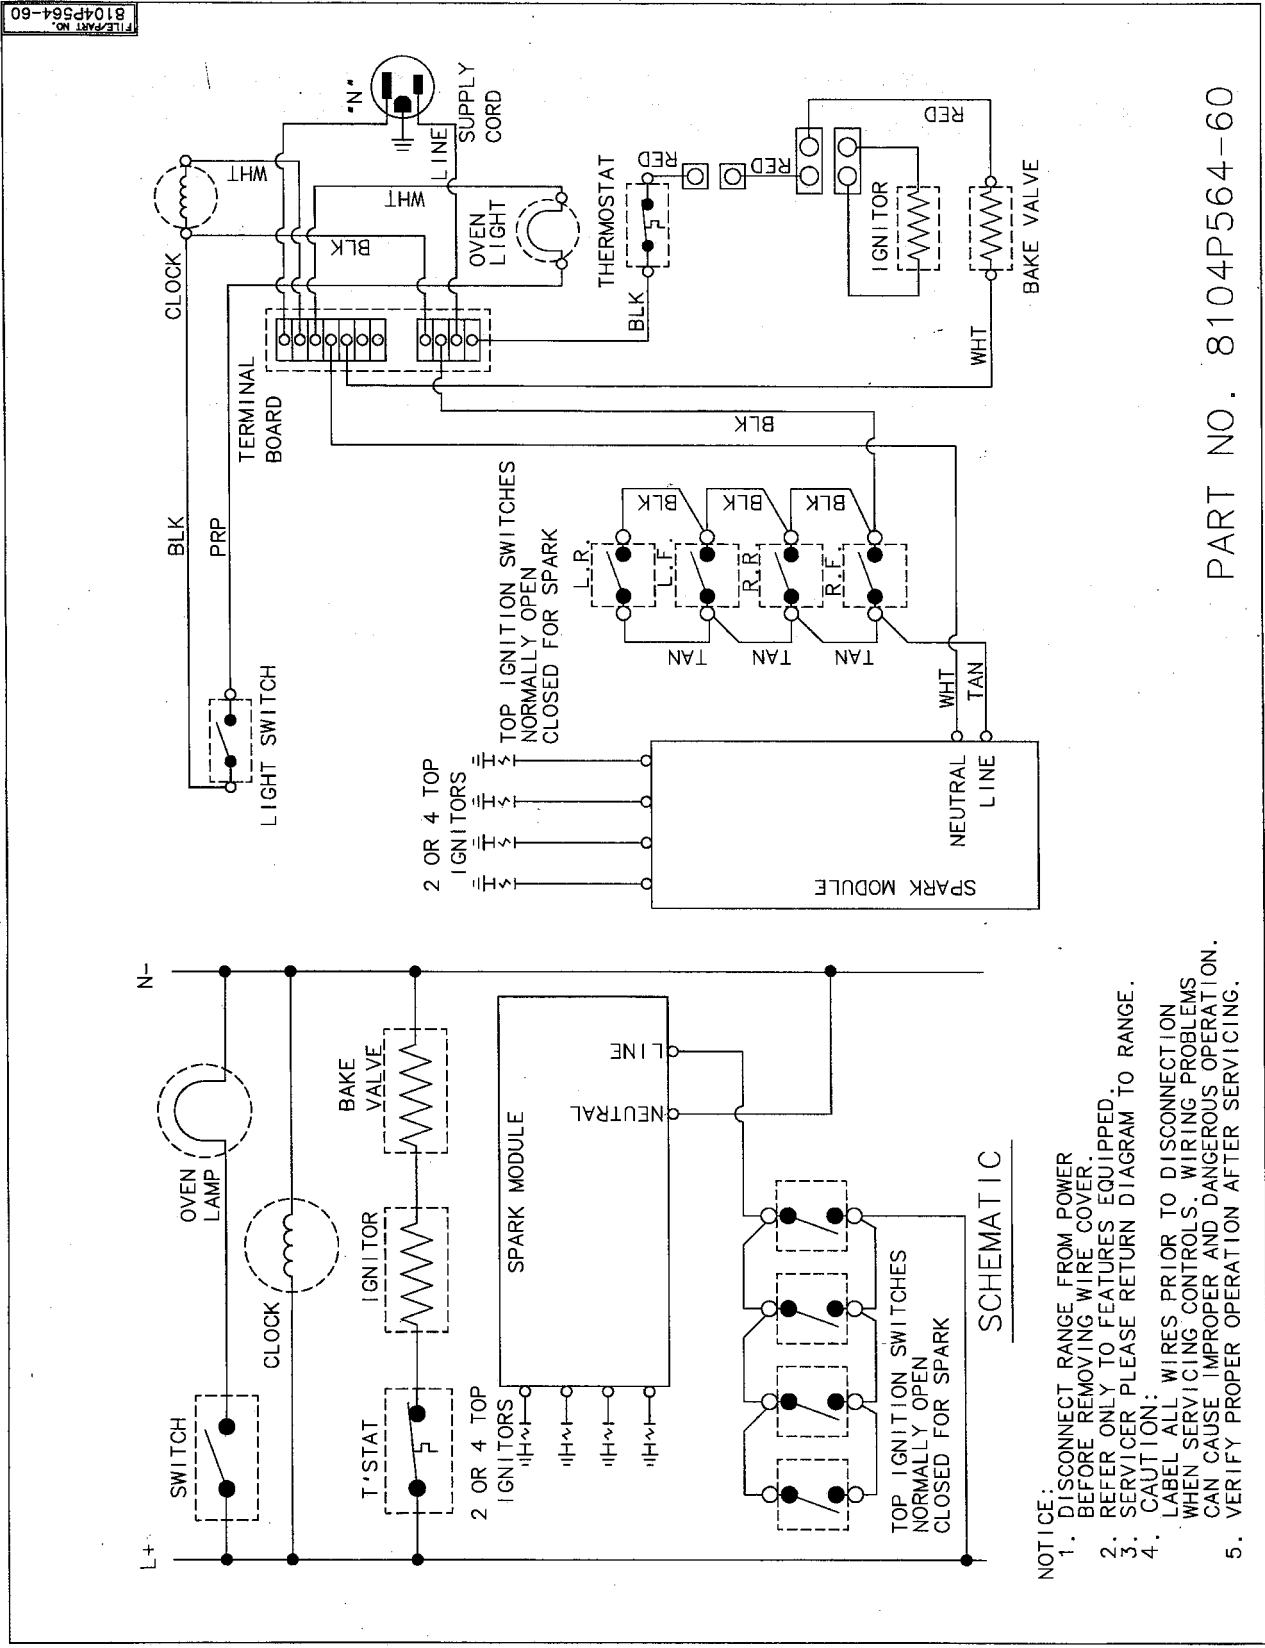 FILE/PART NO.
8104P564-60
"N"
LINE
SUPPLY
CORD
WHT
WHT
BLK
CLOCK
OVEN
LIGHT
THERMOSTAT
RED
RED
RED
IGNITOR
BAKE VALVE
BLK
WHT
TERMINAL
BOARD
BLK
BLK
PRP
LIGHT SWITCH
TOP IGNITION SWITCHES
NORMALLY OPEN
CLOSED FOR SPARK
L.R.
L.F.
R.R.
R.F.
BLK
BLK
BLK
TAN
TAN
TAN
WHT
TAN
2 OR 4 TOP
IGNITORS
NEUTRAL
LINE
SPARK MODULE
PART NO. 8104P564-60
L+
N-
SWITCH
OVEN
LAMP
CLOCK
T'STAT
IGNITOR
BAKE
VALVE
2 OR 4 TOP
IGNITORS
SPARK MODULE
LINE
NEUTRAL
TOP IGNITION SWITCHES
NORMALLY OPEN
CLOSED FOR SPARK
SCHEMATIC
NOTICE:
1. DISCONNECT RANGE FROM POWER
BEFORE REMOVING WIRE COVER.
2. REFER ONLY TO FEATURES EQUIPPED.
3. SERVICER PLEASE RETURN DIAGRAM TO RANGE.
4. CAUTION:
LABEL ALL WIRES PRIOR TO DISCONNECTION
WHEN SERVICING CONTROLS. WIRING PROBLEMS
CAN CAUSE IMPROPER AND DANGEROUS OPERATION.
5. VERIFY PROPER OPERATION AFTER SERVICING.